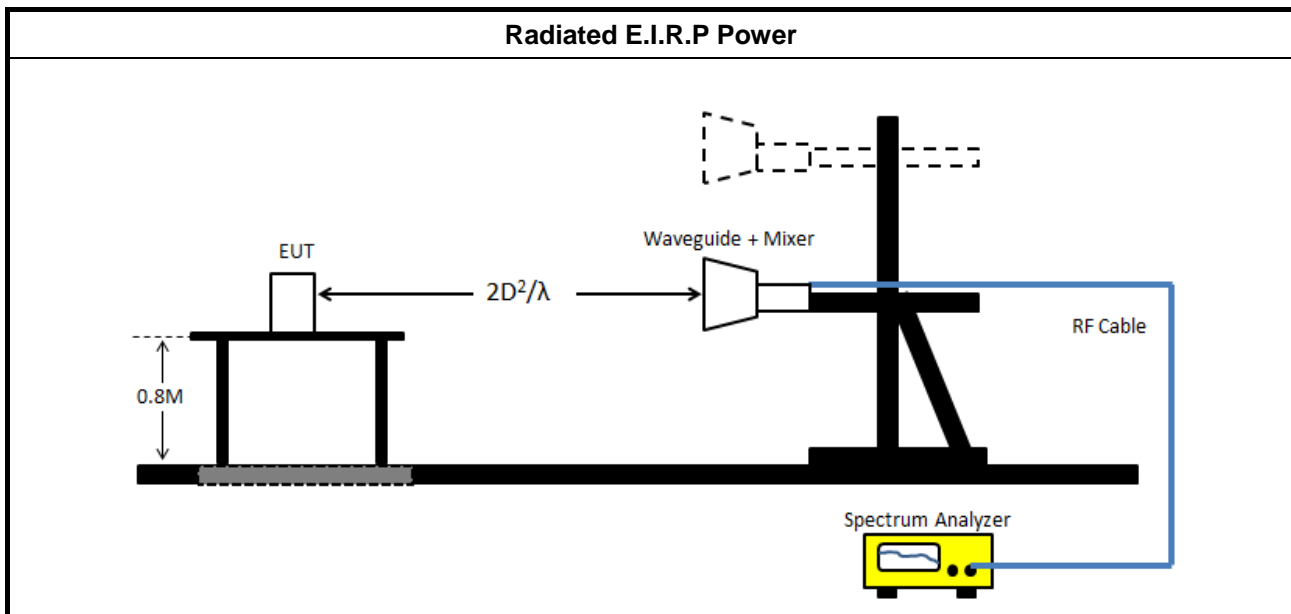 Radiated E.I.R.P Power
Waveguide + Mixer
EUT
2D²/λ
RF Cable
0.8M
Spectrum Analyzer